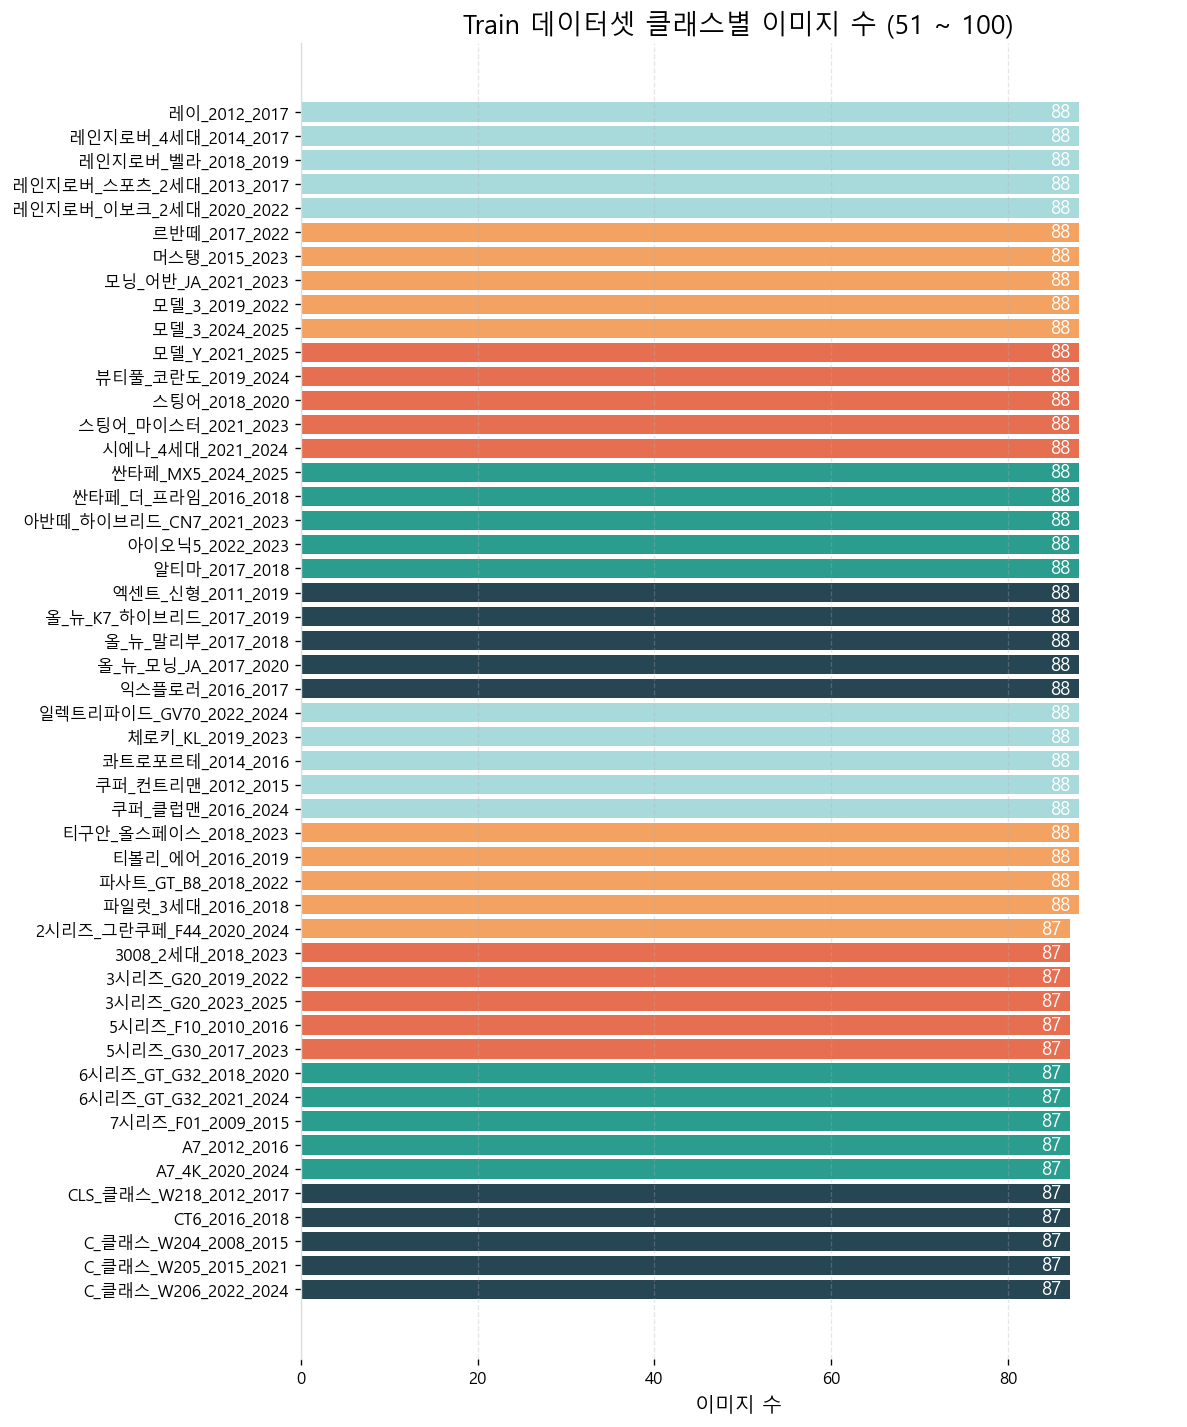 Train 데이터셋 클래스별 이미지 수 (51 ~ 100)
레이_2012_2017 88
레인지로버_4세대_2014_2017 88
레인지로버_벨라_2018_2019 88
레인지로버_스포츠_2세대_2013_2017 88
레인지로버_이보크_2세대_2020_2022 88
르반떼_2017_2022 88
머스탱_2015_2023 88
모닝_어반_JA_2021_2023 88
모델_3_2019_2022 88
모델_3_2024_2025 88
모델_Y_2021_2025 88
뷰티풀_코란도_2019_2024 88
스팅어_2018_2020 88
스팅어_마이스터_2021_2023 88
시에나_4세대_2021_2024 88
싼타페_MX5_2024_2025 88
싼타페_더_프라임_2016_2018 88
아반떼_하이브리드_CN7_2021_2023 88
아이오닉5_2022_2023 88
알티마_2017_2018 88
엑센트_신형_2011_2019 88
올_뉴_K7_하이브리드_2017_2019 88
올_뉴_말리부_2017_2018 88
올_뉴_모닝_JA_2017_2020 88
익스플로러_2016_2017 88
일렉트리파이드_GV70_2022_2024 88
체로키_KL_2019_2023 88
콰트로포르테_2014_2016 88
쿠퍼_컨트리맨_2012_2015 88
쿠퍼_클럽맨_2016_2024 88
티구안_올스페이스_2018_2023 88
티볼리_에어_2016_2019 88
파사트_GT_B8_2018_2022 88
파일럿_3세대_2016_2018 88
2시리즈_그란쿠페_F44_2020_2024 87
3008_2세대_2018_2023 87
3시리즈_G20_2019_2022 87
3시리즈_G20_2023_2025 87
5시리즈_F10_2010_2016 87
5시리즈_G30_2017_2023 87
6시리즈_GT_G32_2018_2020 87
6시리즈_GT_G32_2021_2024 87
7시리즈_F01_2009_2015 87
A7_2012_2016 87
A7_4K_2020_2024 87
CLS_클래스_W218_2012_2017 87
CT6_2016_2018 87
C_클래스_W204_2008_2015 87
C_클래스_W205_2015_2021 87
C_클래스_W206_2022_2024 87
0 20 40 60 80
이미지 수